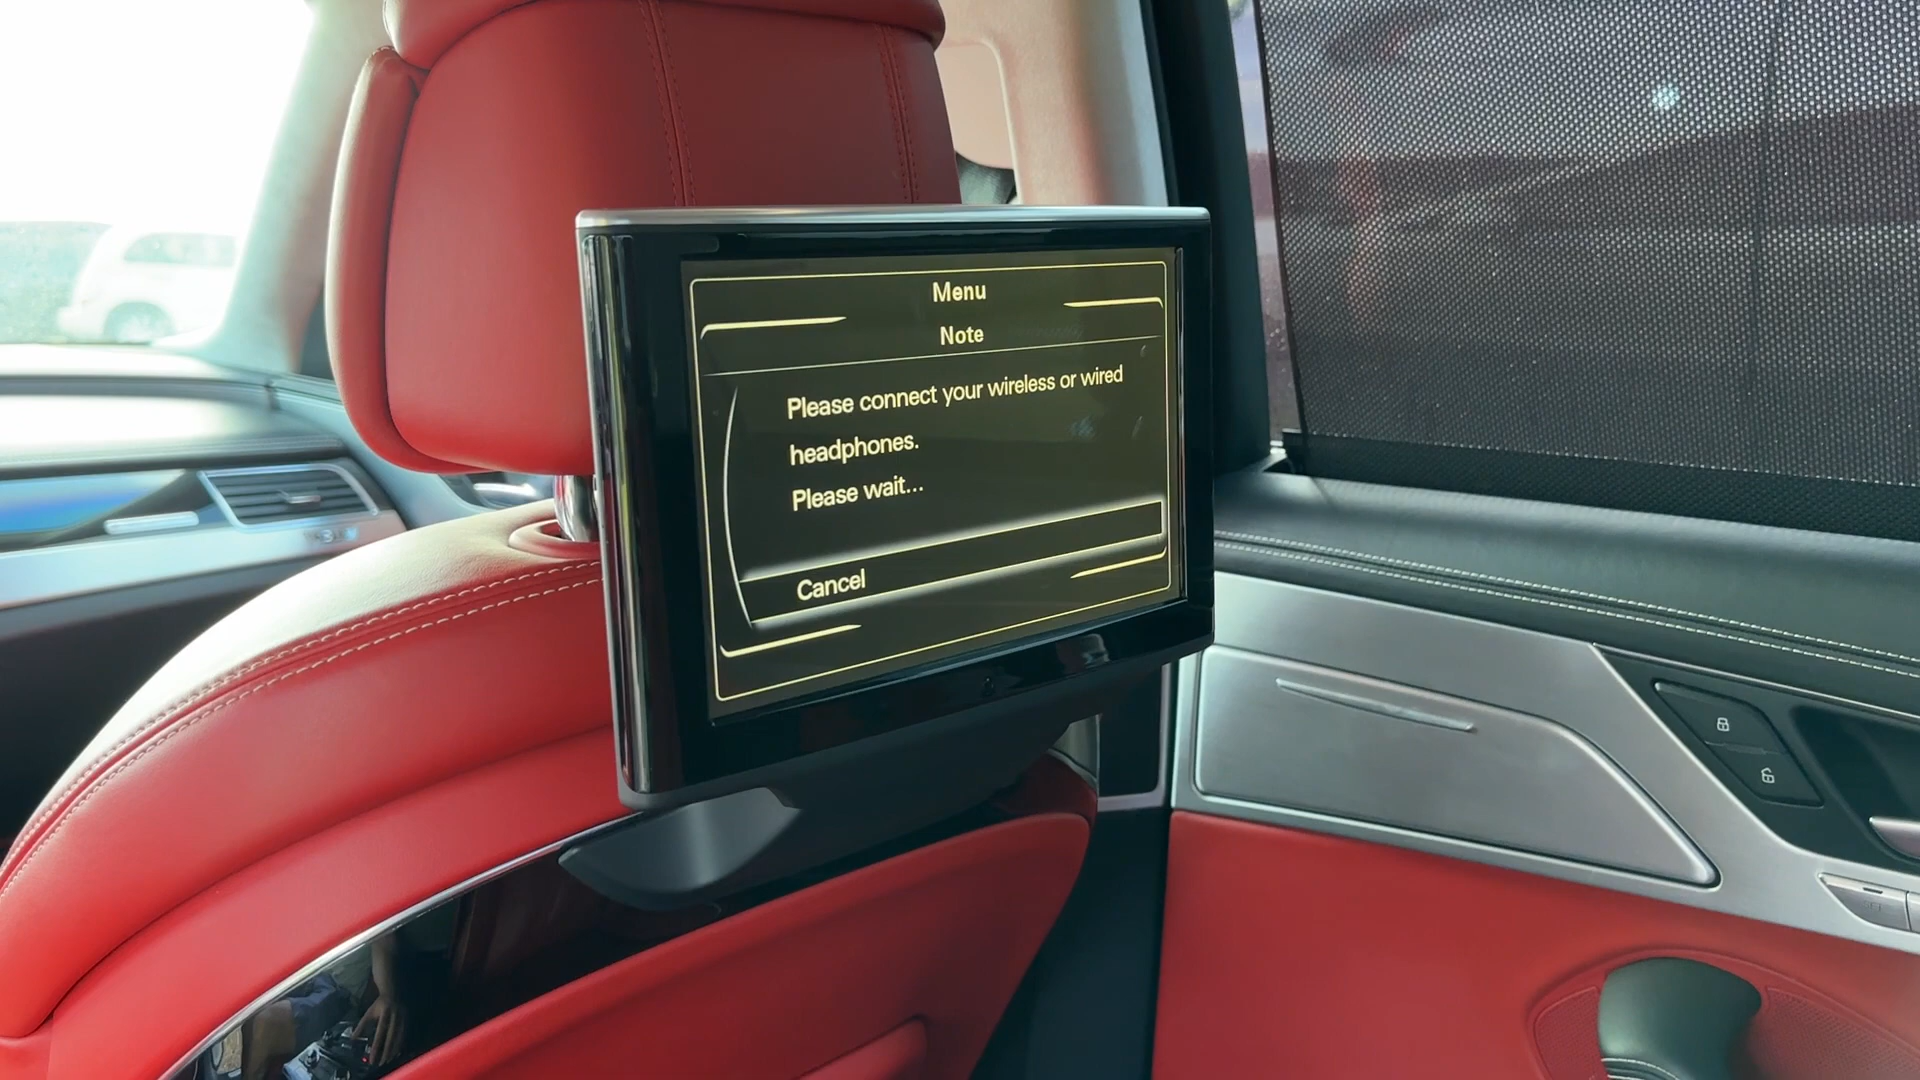 Menu
Note
Please connect your wireless or wired
headphones.
Please wait...
Cancel